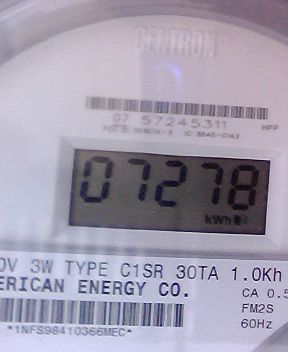 CENTRON
07 57245311
HPP
07278
kWh
0V 3W TYPE C1SR 30TA 1.0Kh
ERICAN ENERGY CO.
CA 0.5
FM2S
60Hz
*1NFS98410366MEC*